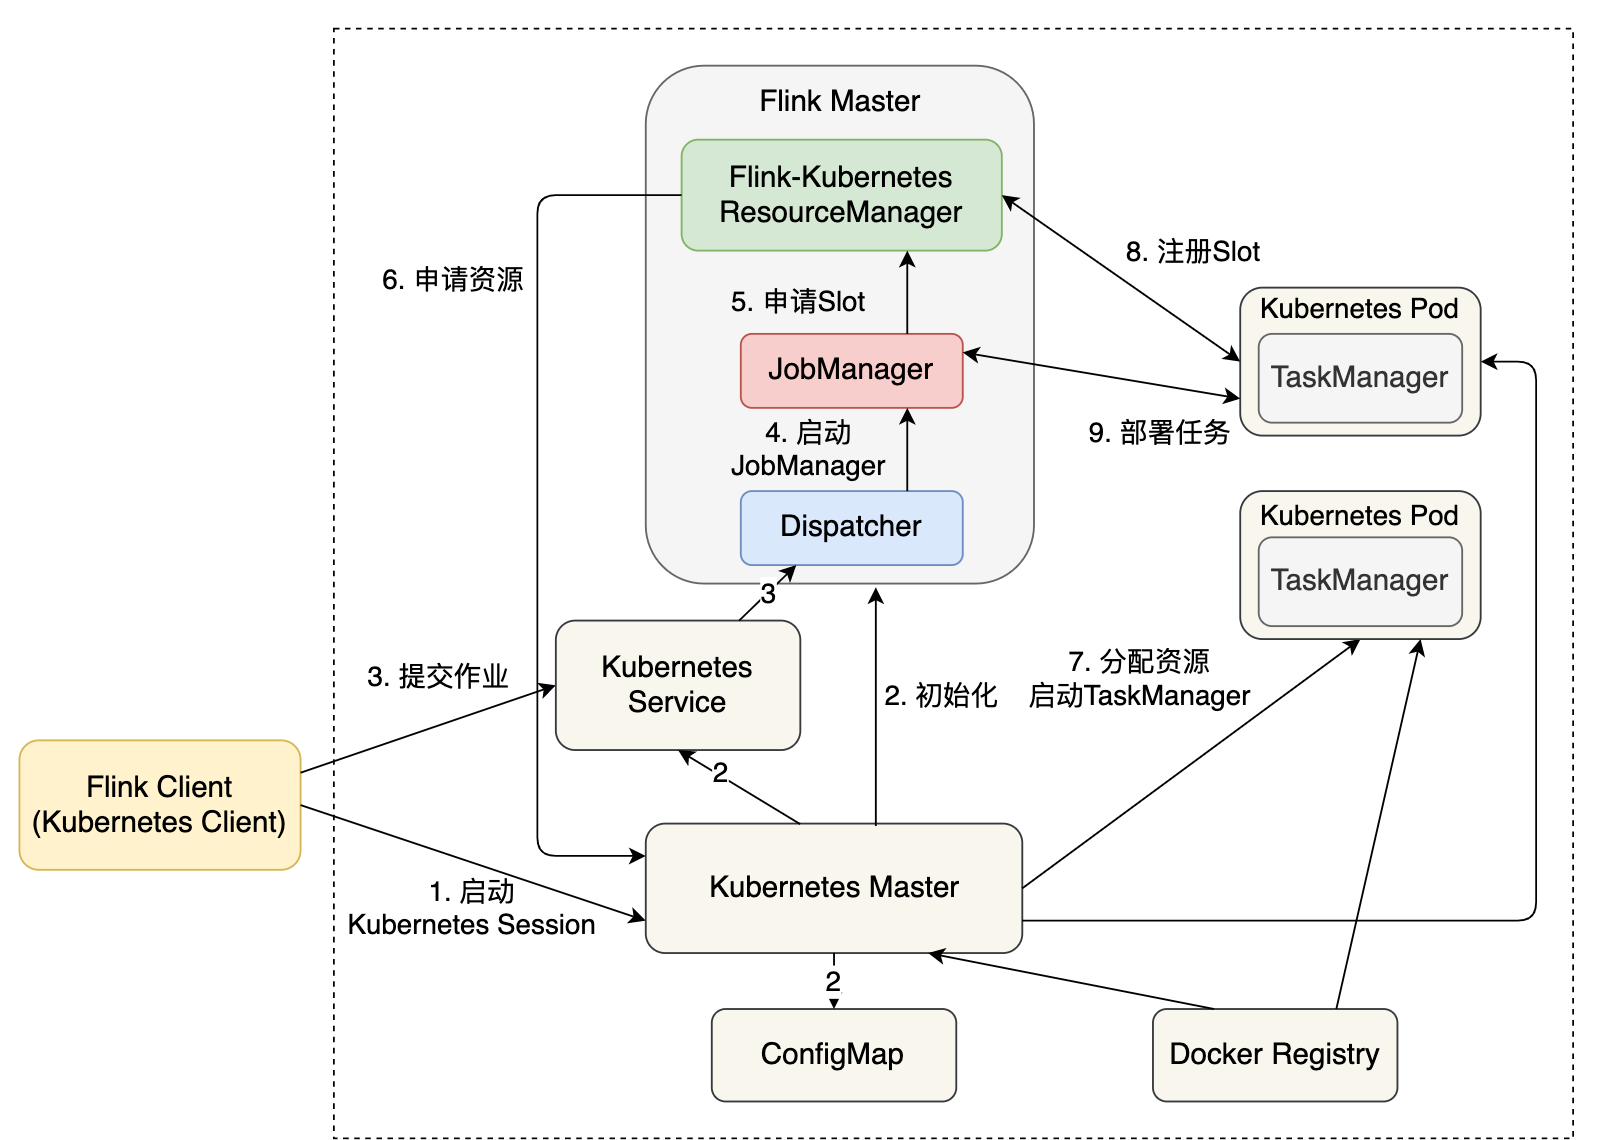 Flink Master
Flink-Kubernetes
ResourceManager
6. 申请资源
8. 注册Slot
5. 申请Slot
Kubernetes Pod
TaskManager
JobManager
9. 部署任务
4. 启动
JobManager
Dispatcher
Kubernetes Pod
TaskManager
3
3. 提交作业
Kubernetes
Service
2. 初始化
7. 分配资源
启动TaskManager
2
Flink Client
(Kubernetes Client)
1. 启动
Kubernetes Session
Kubernetes Master
2
ConfigMap
Docker Registry